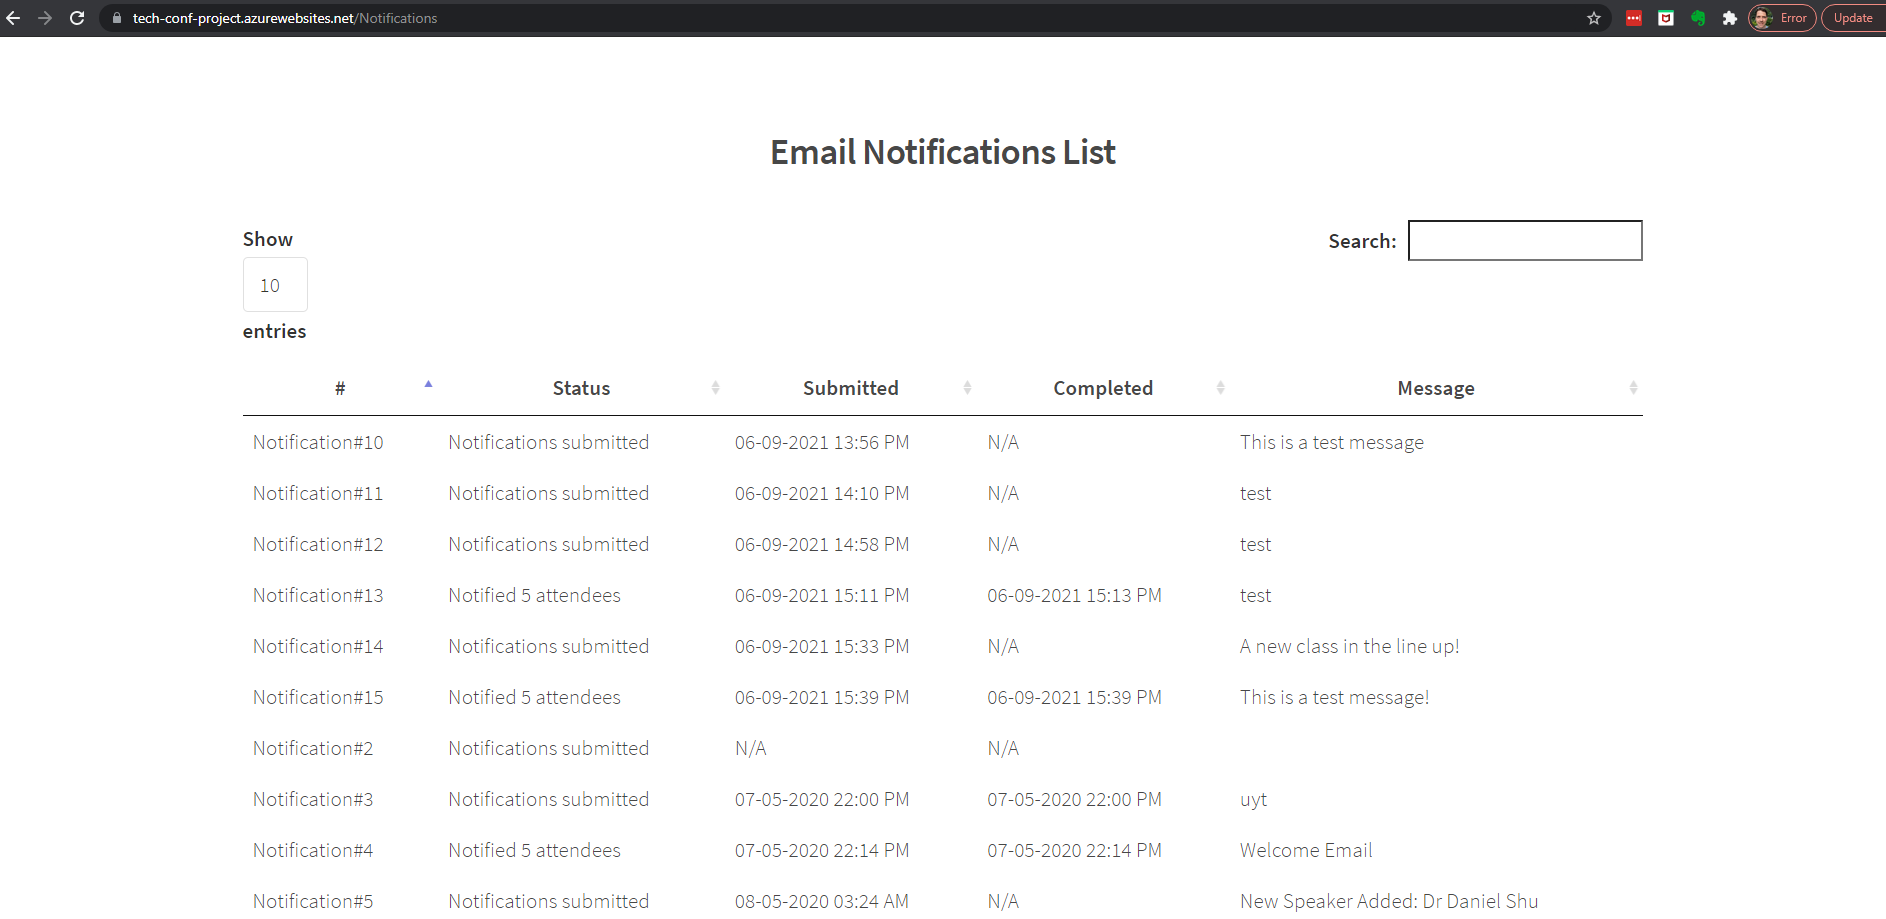 tech-conf-project.azurewebsites.net/Notifications Error Update
Email Notifications List
Show
10
entries
Search:
# Status Submitted Completed Message
Notification#10 Notifications submitted 06-09-2021 13:56 PM N/A This is a test message
Notification#11 Notifications submitted 06-09-2021 14:10 PM N/A test
Notification#12 Notifications submitted 06-09-2021 14:58 PM N/A test
Notification#13 Notified 5 attendees 06-09-2021 15:11 PM 06-09-2021 15:13 PM test
Notification#14 Notifications submitted 06-09-2021 15:33 PM N/A A new class in the line up!
Notification#15 Notified 5 attendees 06-09-2021 15:39 PM 06-09-2021 15:39 PM This is a test message!
Notification#2 Notifications submitted N/A N/A
Notification#3 Notifications submitted 07-05-2020 22:00 PM 07-05-2020 22:00 PM uyt
Notification#4 Notified 5 attendees 07-05-2020 22:14 PM 07-05-2020 22:14 PM Welcome Email
Notification#5 Notifications submitted 08-05-2020 03:24 AM N/A New Speaker Added: Dr Daniel Shu